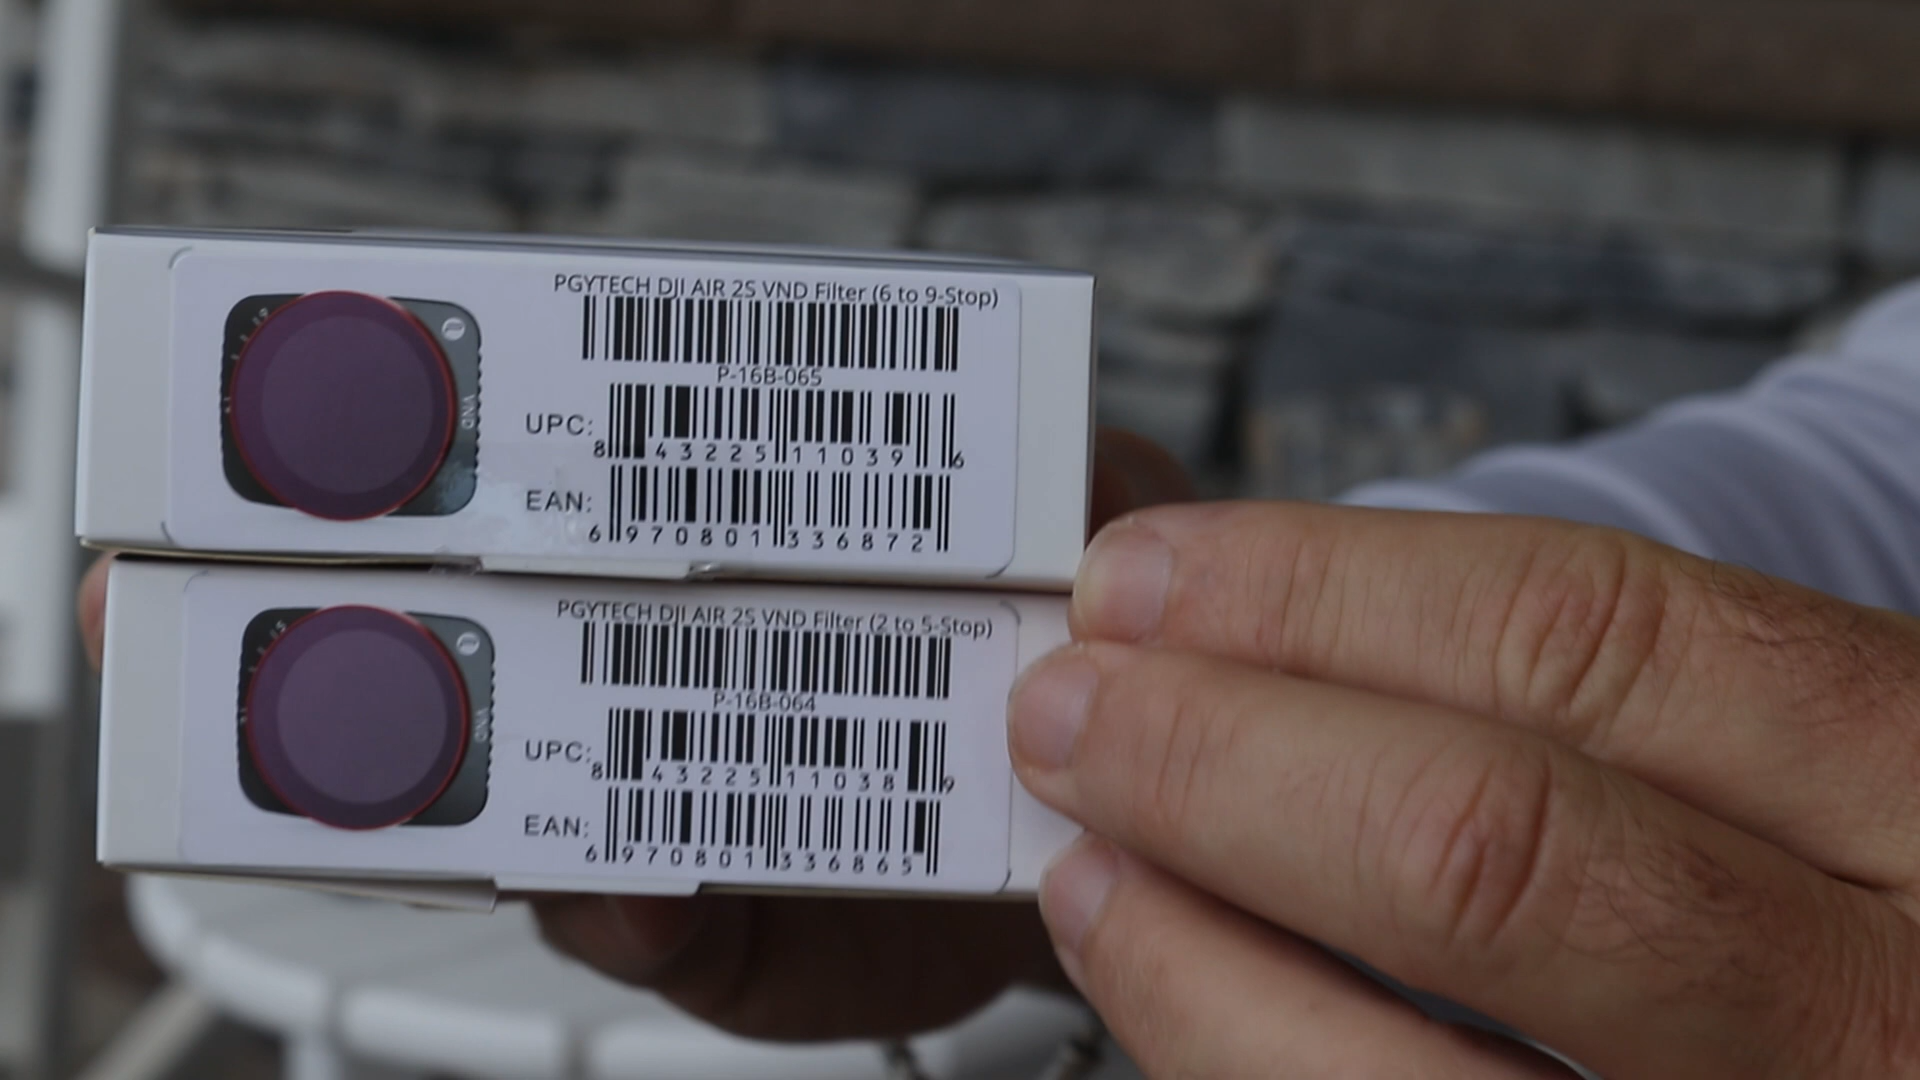 PGYTECH DJI AIR 2S VND Filter (6 to 9-Stop)
P-16B-065
VND
UPC:
8 43225 11039 6
EAN:
6 970801 336872
PGYTECH DJI AIR 2S VND Filter (2 to 5-Stop)
P-16B-064
VND
UPC:
8 43225 11038 9
EAN:
6 970801 336865